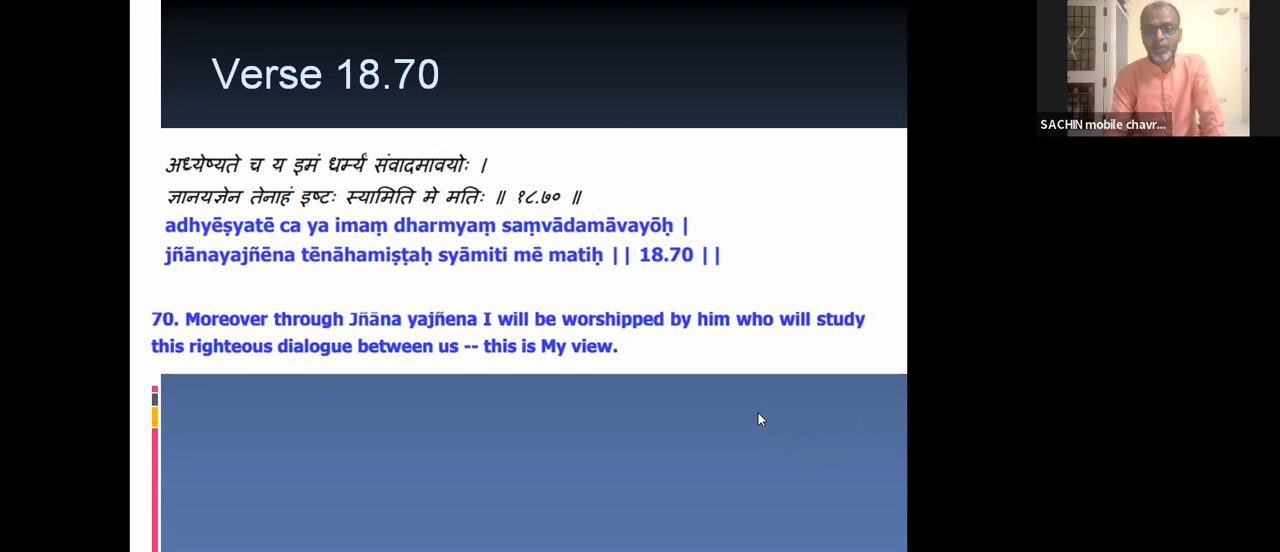 Verse 18.70
SACHIN mobile chavr...
अध्येष्यते च य इमं धर्म्यं संवादमावयोः ।
ज्ञानयज्ञेन तेनाहं इष्टः स्यामिति मे मतिः ॥ १८.७० ॥
adhyēṣyatē ca ya imaṃ dharmyaṃ saṃvādamāvayōḥ |
jñānayajñēna tēnāhamiṣṭaḥ syāmiti mē matiḥ || 18.70 ||
70. Moreover through Jñāna yajñena I will be worshipped by him who will study
this righteous dialogue between us -- this is My view.